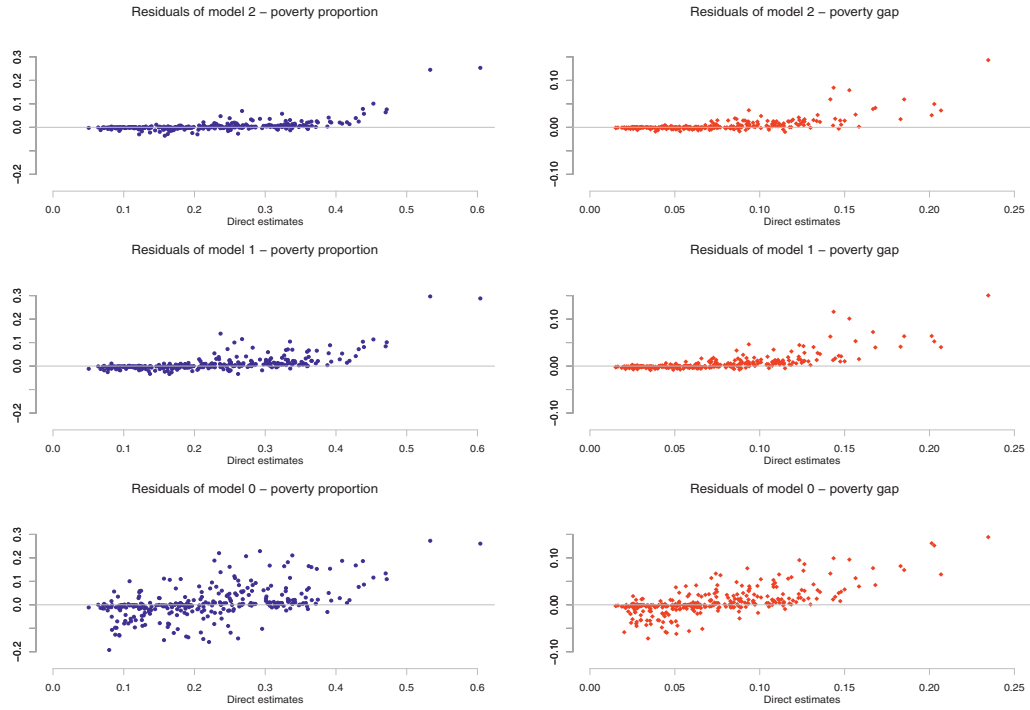 Residuals of model 2 – poverty proportion
0.3
0.2
0.1
0.0
−0.2
0.0 0.1 0.2 0.3 0.4 0.5 0.6
Direct estimates
Residuals of model 2 – poverty gap
0.10
0.00
−0.10
0.00 0.05 0.10 0.15 0.20 0.25
Direct estimates
Residuals of model 1 – poverty proportion
0.3
0.2
0.1
0.0
−0.2
0.0 0.1 0.2 0.3 0.4 0.5 0.6
Direct estimates
Residuals of model 1 – poverty gap
0.10
0.00
−0.10
0.00 0.05 0.10 0.15 0.20 0.25
Direct estimates
Residuals of model 0 – poverty proportion
0.3
0.2
0.1
0.0
−0.2
0.0 0.1 0.2 0.3 0.4 0.5 0.6
Direct estimates
Residuals of model 0 – poverty gap
0.10
0.00
−0.10
0.00 0.05 0.10 0.15 0.20 0.25
Direct estimates